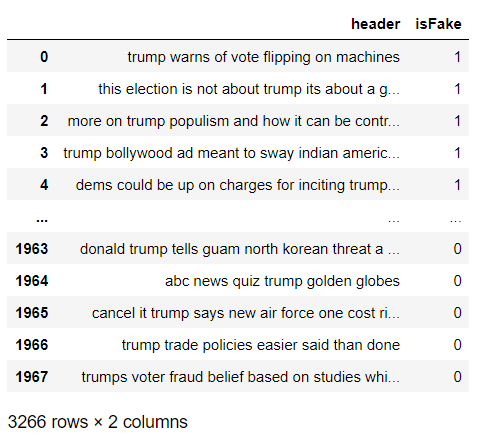 header isFake
0 trump warns of vote flipping on machines 1
1 this election is not about trump its about a g... 1
2 more on trump populism and how it can be contr... 1
3 trump bollywood ad meant to sway indian americ... 1
4 dems could be up on charges for inciting trump... 1
... ... ...
1963 donald trump tells guam north korean threat a ... 0
1964 abc news quiz trump golden globes 0
1965 cancel it trump says new air force one cost ri... 0
1966 trump trade policies easier said than done 0
1967 trumps voter fraud belief based on studies whi... 0
3266 rows × 2 columns